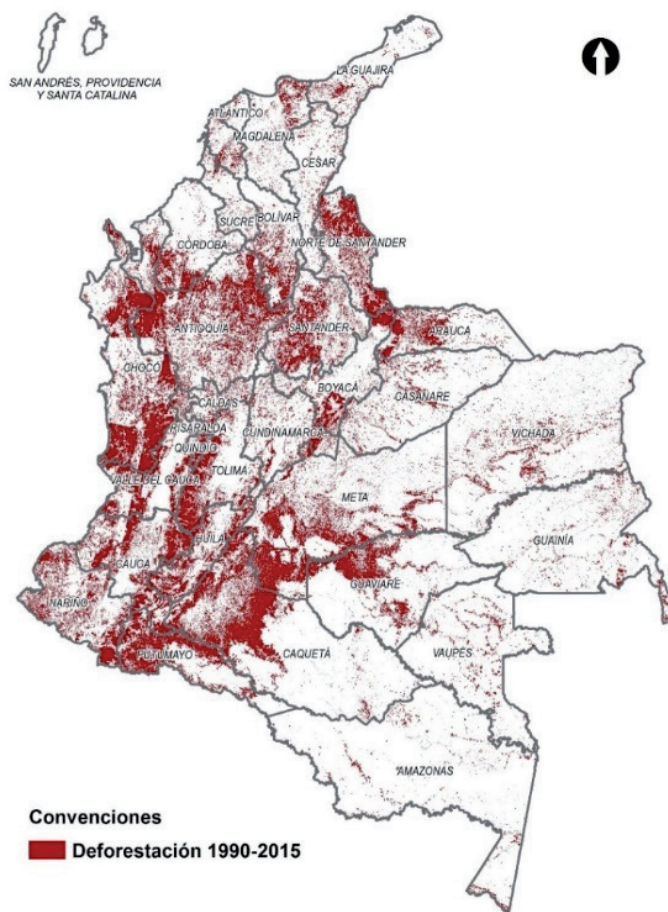 SAN ANDRÉS, PROVIDENCIA
Y SANTA CATALINA
LA GUAJIRA
ATLÁNTICO
MAGDALENA
CESAR
SUCRE
BOLÍVAR
CÓRDOBA
NORTE DE SANTANDER
ANTIOQUIA
SANTANDER
ARAUCA
CHOCÓ
BOYACÁ
CASANARE
CALDAS
RISARALDA
CUNDINAMARCA
VICHADA
QUINDÍO
TOLIMA
VALLE DEL CAUCA
META
HUILA
GUAINÍA
CAUCA
GUAVIARE
NARIÑO
PUTUMAYO
CAQUETÁ
VAUPÉS
AMAZONAS
Convenciones
Deforestación 1990-2015